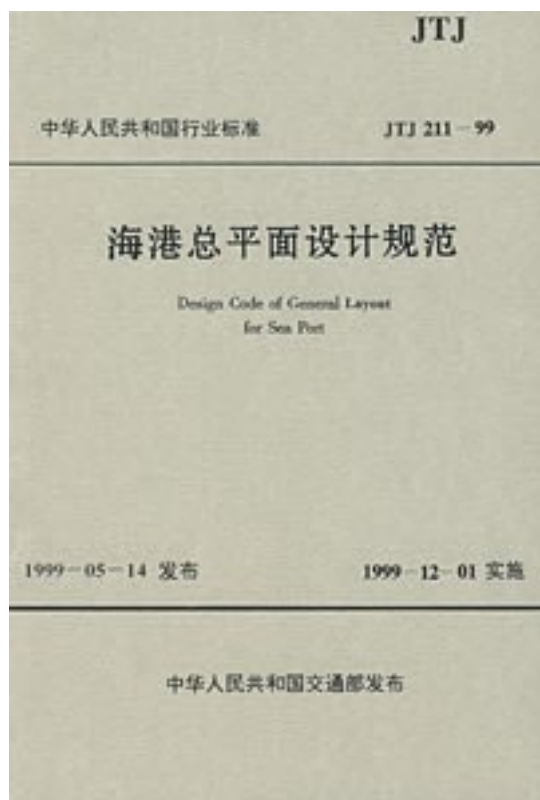 JTJ
中华人民共和国行业标准 JTJ 211－99
海港总平面设计规范
Design Code of General Layout
for Sea Port
1999－05－14 发布 1999－12－01 实施
中华人民共和国交通部发布